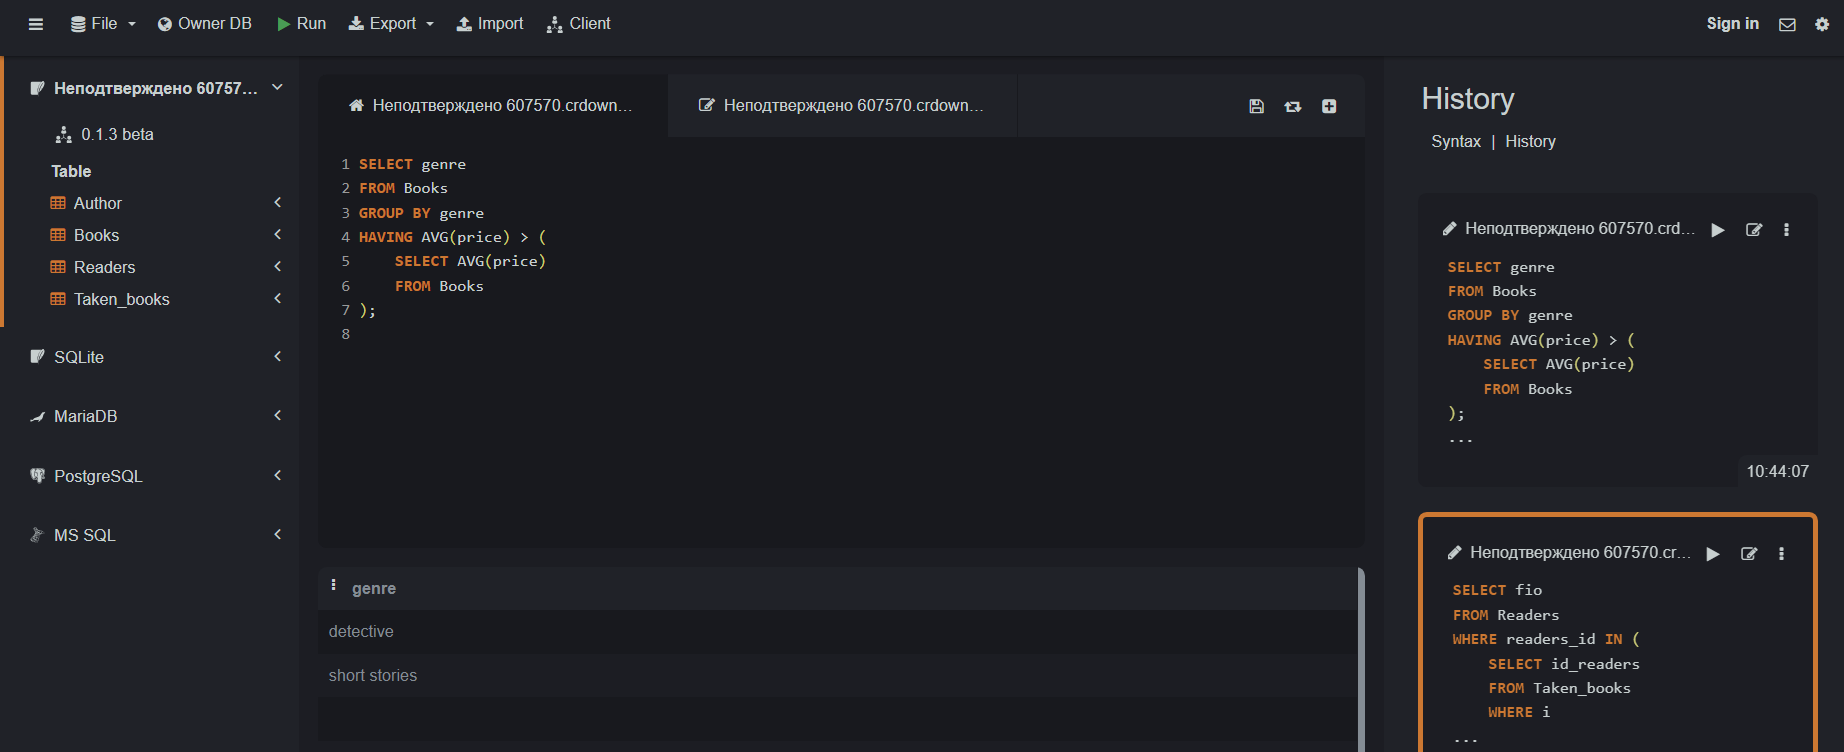 File
Owner DB
Run
Export
Import
Client
Sign in
Неподтверждено 60757...
0.1.3 beta
Table
Author
Books
Readers
Taken_books
SQLite
MariaDB
PostgreSQL
MS SQL
Неподтверждено 607570.crdown...
Неподтверждено 607570.crdown...
1 SELECT genre
2 FROM Books
3 GROUP BY genre
4 HAVING AVG(price) > (
5 SELECT AVG(price)
6 FROM Books
7 );
8
genre
detective
short stories
History
Syntax | History
Неподтверждено 607570.crd...
SELECT genre
FROM Books
GROUP BY genre
HAVING AVG(price) > (
SELECT AVG(price)
FROM Books
);
...
10:44:07
Неподтверждено 607570.cr...
SELECT fio
FROM Readers
WHERE readers_id IN (
SELECT id_readers
FROM Taken_books
WHERE i
...